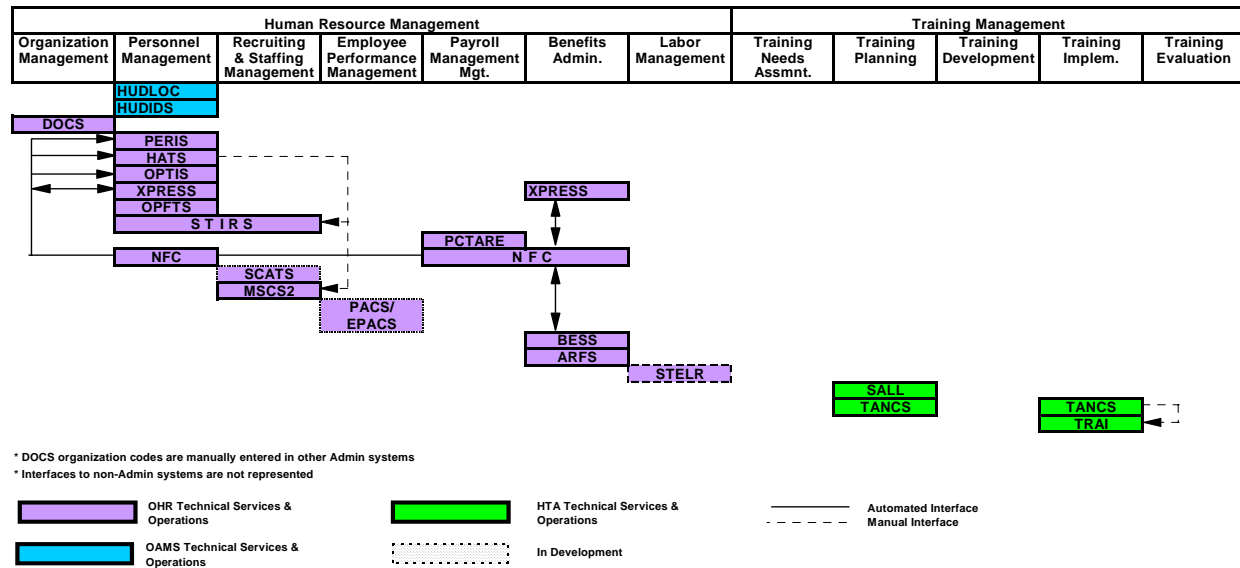 Human Resource Management
Training Management
Organization Management
Personnel Management
Recruiting & Staffing Management
Employee Performance Management
Payroll Management Mgt.
Benefits Admin.
Labor Management
Training Needs Assmnt.
Training Planning
Training Development
Training Implem.
Training Evaluation
HUDLOC
HUDIDS
DOCS
PERIS
HATS
OPTIS
XPRESS
XPRESS
OPFTS
S T I R S
PCTARE
NFC
N F C
SCATS
MSCS2
PACS/
EPACS
BESS
ARFS
STELR
SALL
TANCS
TANCS
TRAI
* DOCS organization codes are manually entered in other Admin systems
* Interfaces to non-Admin systems are not represented
OHR Technical Services &
Operations
HTA Technical Services &
Operations
Automated Interface
Manual Interface
OAMS Technical Services &
Operations
In Development